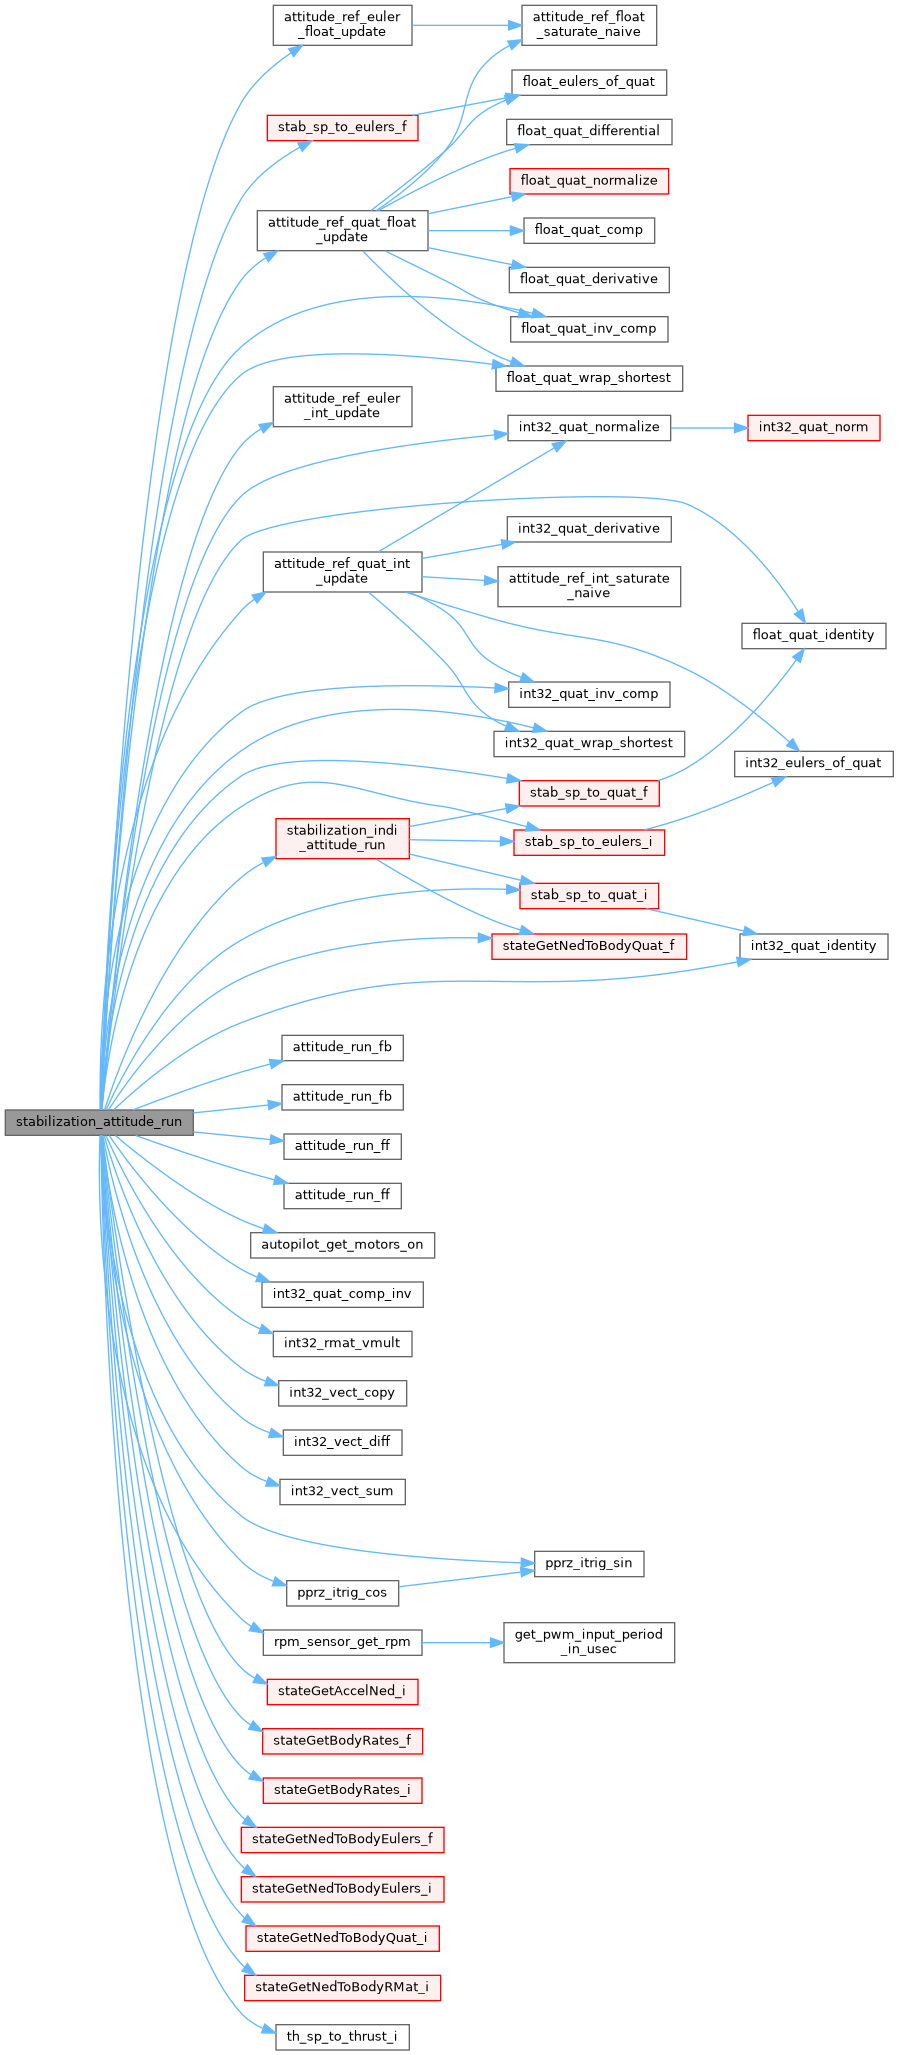 attitude_ref_euler
_float_update
attitude_ref_float
_saturate_naive
float_eulers_of_quat
stab_sp_to_eulers_f
float_quat_differential
float_quat_normalize
attitude_ref_quat_float
_update
float_quat_comp
float_quat_derivative
float_quat_inv_comp
float_quat_wrap_shortest
attitude_ref_euler
_int_update
int32_quat_normalize
int32_quat_norm
int32_quat_derivative
attitude_ref_quat_int
_update
attitude_ref_int_saturate
_naive
float_quat_identity
int32_quat_inv_comp
int32_quat_wrap_shortest
int32_eulers_of_quat
stab_sp_to_quat_f
stabilization_indi
_attitude_run
stab_sp_to_eulers_i
stab_sp_to_quat_i
stateGetNedToBodyQuat_f
int32_quat_identity
attitude_run_fb
attitude_run_fb
stabilization_attitude_run
attitude_run_ff
attitude_run_ff
autopilot_get_motors_on
int32_quat_comp_inv
int32_rmat_vmult
int32_vect_copy
int32_vect_diff
int32_vect_sum
pprz_itrig_sin
pprz_itrig_cos
rpm_sensor_get_rpm
get_pwm_input_period
_in_usec
stateGetAccelNed_i
stateGetBodyRates_f
stateGetBodyRates_i
stateGetNedToBodyEulers_f
stateGetNedToBodyEulers_i
stateGetNedToBodyQuat_i
stateGetNedToBodyRMat_i
th_sp_to_thrust_i